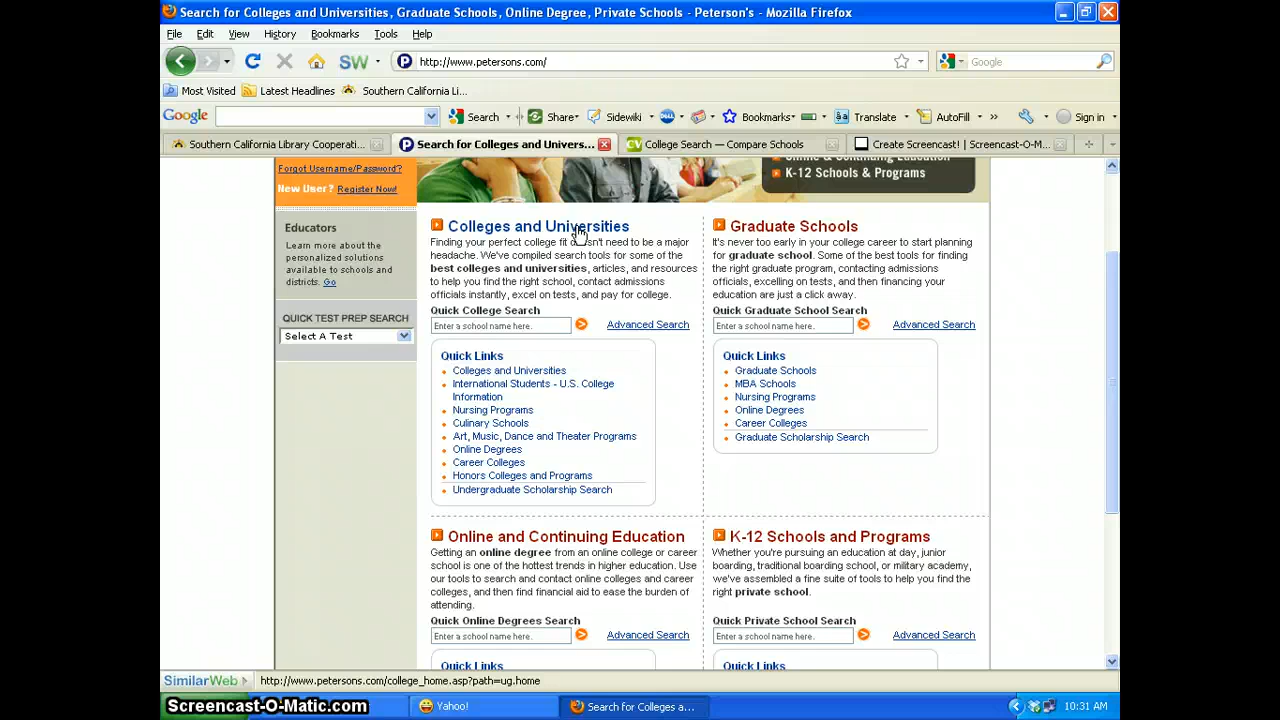 Search for Colleges and Universities, Graduate Schools, Online Degree, Private Schools - Peterson's - Mozilla Firefox
File Edit View History Bookmarks Tools Help
SW http://www.petersons.com/ Google
Most Visited Latest Headlines Southern California Li...
Google Search Share Sidewiki Bookmarks Translate AutoFill Sign in
Southern California Library Cooperati... Search for Colleges and Univers... College Search — Compare Schools Create Screencast! | Screencast-O-M...
Forgot Username/Password?
New User? Register Now!
Online & Continuing Education
K-12 Schools & Programs
Educators
Learn more about the
personalized solutions
available to schools and
districts. Go
QUICK TEST PREP SEARCH
Select A Test
Colleges and Universities
Finding your perfect college fit doesn't need to be a major
headache. We've compiled search tools for some of the
best colleges and universities, articles, and resources
to help you find the right school, contact admissions
officials instantly, excel on tests, and pay for college.
Quick College Search
Enter a school name here. Advanced Search
Quick Links
Colleges and Universities
International Students - U.S. College
Information
Nursing Programs
Culinary Schools
Art, Music, Dance and Theater Programs
Online Degrees
Career Colleges
Honors Colleges and Programs
Undergraduate Scholarship Search
Graduate Schools
It's never too early in your college career to start planning
for graduate school. Some of the best tools for finding
the right graduate program, contacting admissions
officials, excelling on tests, and then financing your
education are just a click away.
Quick Graduate School Search
Enter a school name here. Advanced Search
Quick Links
Graduate Schools
MBA Schools
Nursing Programs
Online Degrees
Career Colleges
Graduate Scholarship Search
Online and Continuing Education
Getting an online degree from an online college or career
school is one of the hottest trends in higher education. Use
our tools to search and contact online colleges and career
colleges, and then find financial aid to ease the burden of
attending.
Quick Online Degrees Search
Enter a school name here. Advanced Search
Quick Links
K-12 Schools and Programs
Whether you're pursuing an education at day, junior
boarding, traditional boarding school, or military academy,
we've assembled a fine suite of tools to help you find the
right private school.
Quick Private School Search
Enter a school name here. Advanced Search
Quick Links
SimilarWeb http://www.petersons.com/college_home.asp?path=ug.home
Screencast-O-Matic.com Yahoo! Search for Colleges a... 10:31 AM